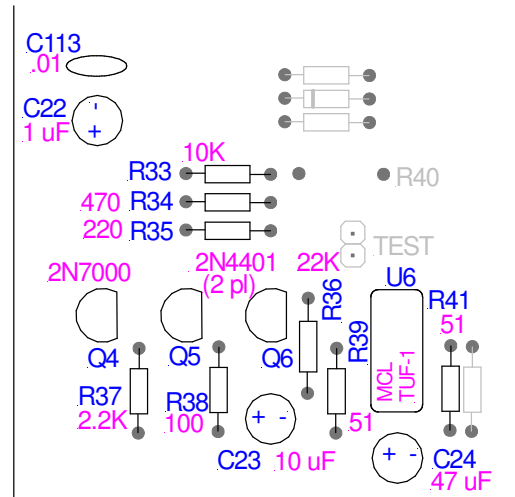 C113
.01
C22
-
1 uF
+
10K
R33
470
R34
R40
220
R35
TEST
2N7000
2N4401
(2 pl)
22K
U6
R36
R41
51
R39
MCL
TUF-1
Q4
Q5
Q6
R37
2.2K
R38
100
+ -
51
C23
10 uF
+ -
C24
47 uF